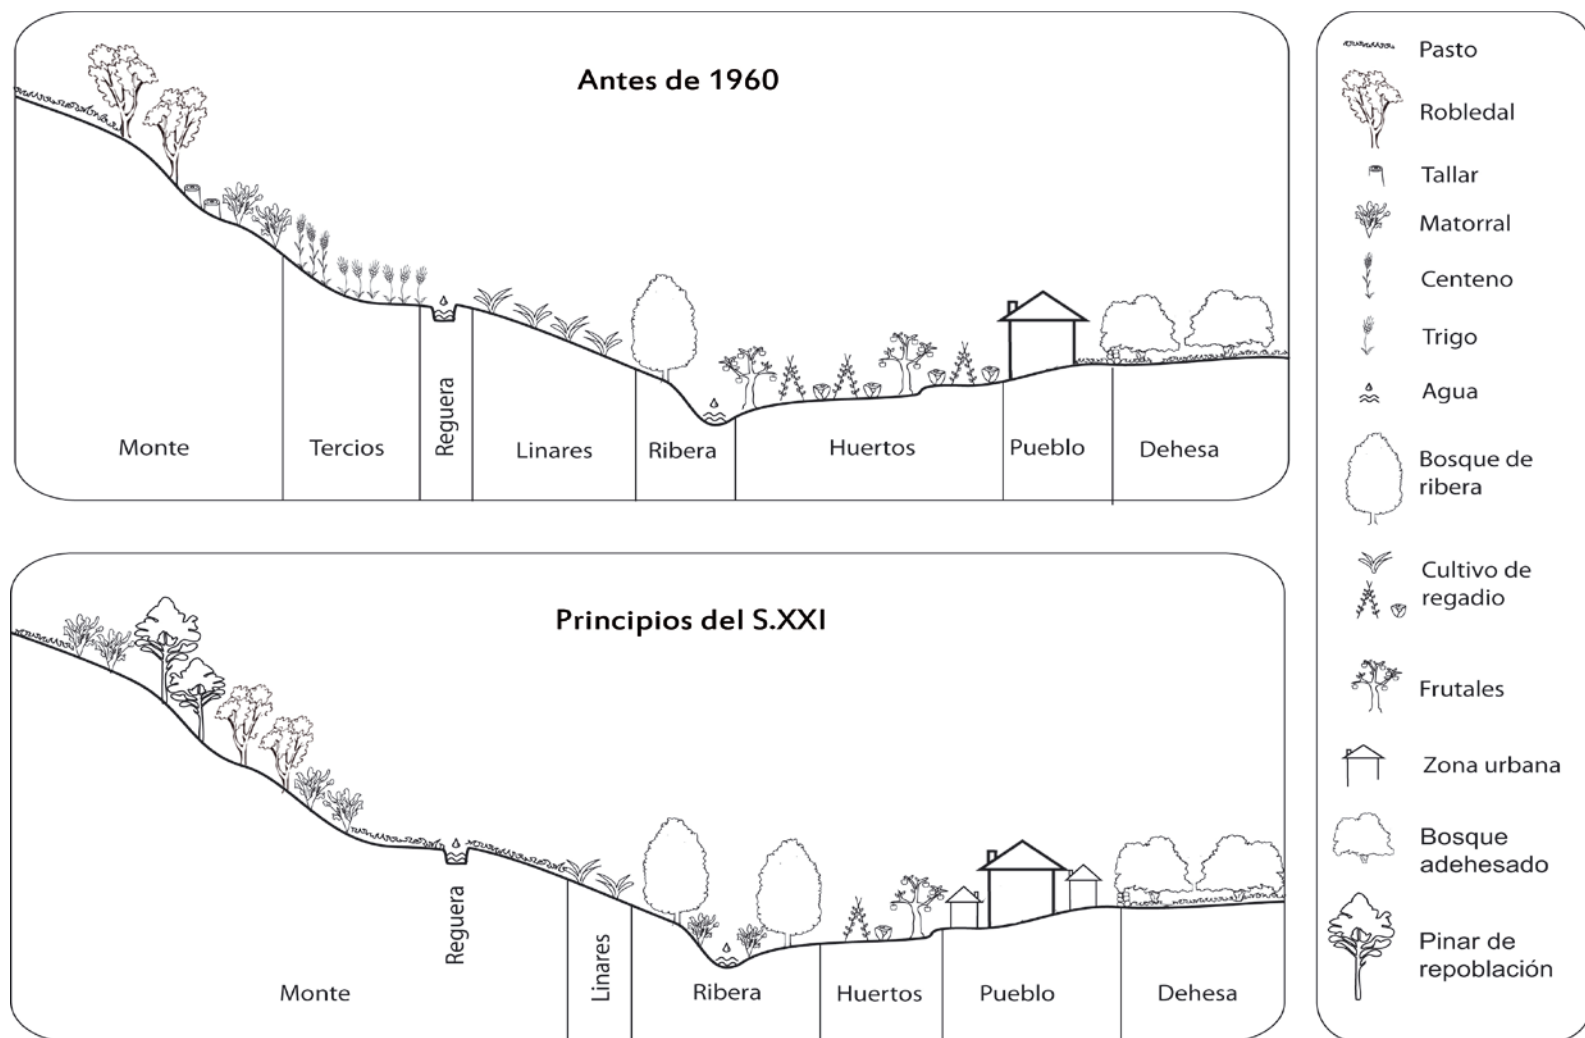 Antes de 1960
Monte
Tercios
Reguera
Linares
Ribera
Huertos
Pueblo
Dehesa
Principios del S.XXI
Monte
Reguera
Linares
Ribera
Huertos
Pueblo
Dehesa
Pasto
Robledal
Tallar
Matorral
Centeno
Trigo
Agua
Bosque de
ribera
Cultivo de
regadio
Frutales
Zona urbana
Bosque
adehesado
Pinar de
repoblación